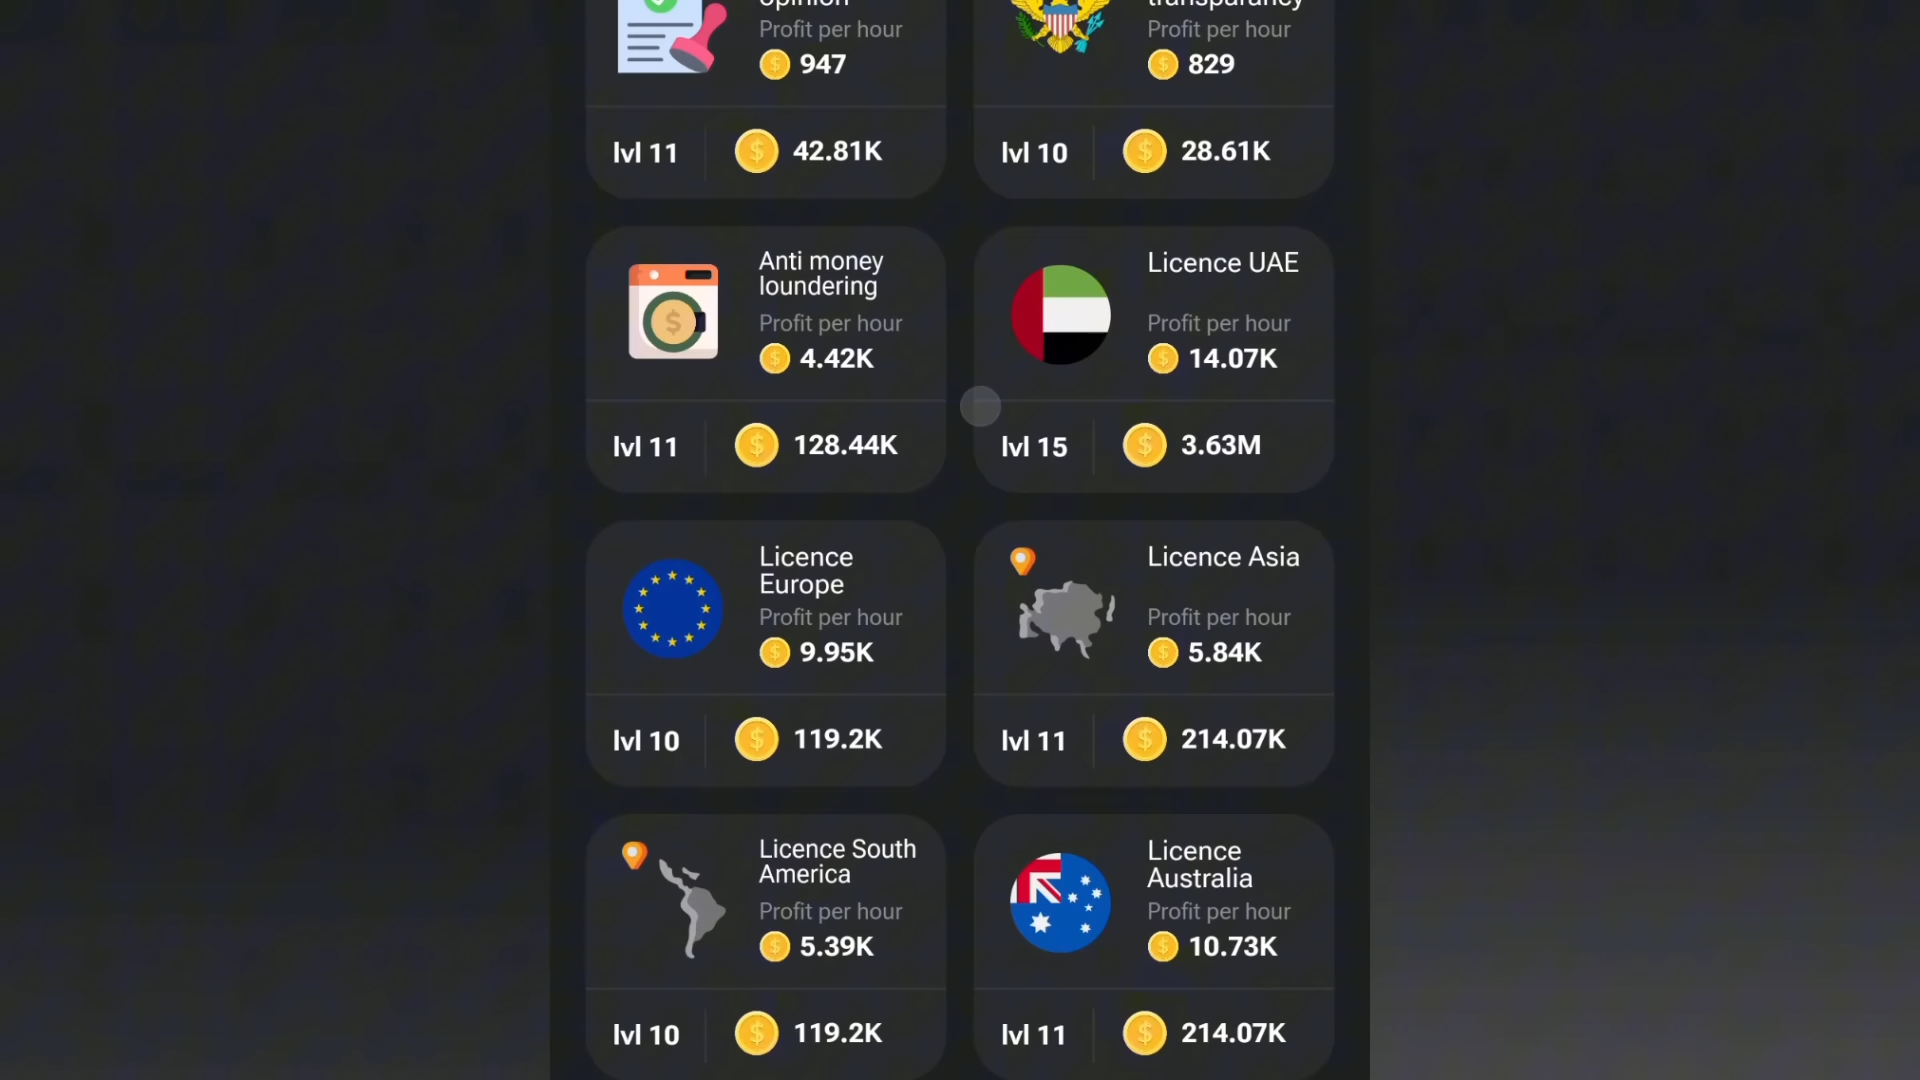 opinion
Profit per hour
947
lvl 11
42.81K
transparancy
Profit per hour
829
lvl 10
28.61K
Anti money
loundering
Profit per hour
4.42K
lvl 11
128.44K
Licence UAE
Profit per hour
14.07K
lvl 15
3.63M
Licence
Europe
Profit per hour
9.95K
lvl 10
119.2K
Licence Asia
Profit per hour
5.84K
lvl 11
214.07K
Licence South
America
Profit per hour
5.39K
lvl 10
119.2K
Licence
Australia
Profit per hour
10.73K
lvl 11
214.07K